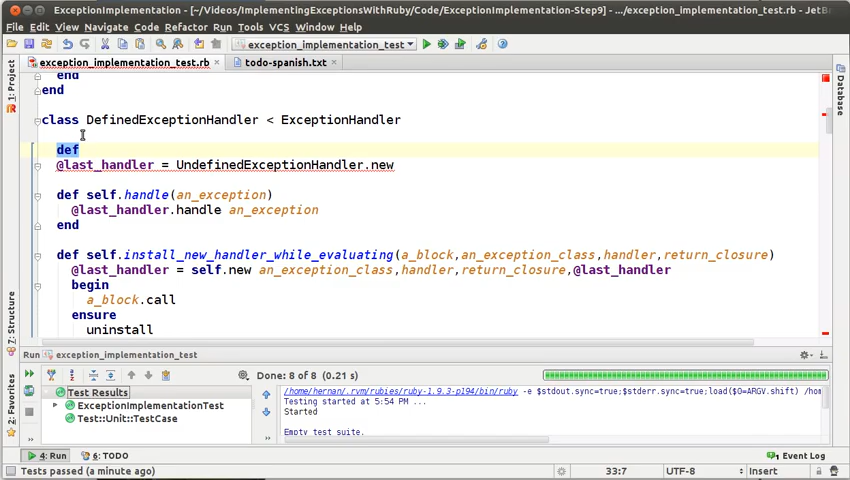 ExceptionImplementation - [~/Videos/ImplementingExceptionsWithRuby/Code/ExceptionImplementation-Step9] - .../exception_implementation_test.rb - JetBr
File Edit View Navigate Code Refactor Run Tools VCS Window Help
exception_implementation_test
exception_implementation_test.rb todo-spanish.txt
1: Project
Database
end
end
class DefinedExceptionHandler < ExceptionHandler
def
@last_handler = UndefinedExceptionHandler.new
def self.handle(an_exception)
@last_handler.handle an_exception
end
def self.install_new_handler_while_evaluating(a_block,an_exception_class,handler,return_closure)
@last_handler = self.new an_exception_class,handler,return_closure,@last_handler
begin
a_block.call
ensure
uninstall
7: Structure
2: Favorites
Run exception_implementation_test
Done: 8 of 8 (0.21 s)
Test Results
ExceptionImplementationTest
Test::Unit::TestCase
/home/hernan/.rvm/rubies/ruby-1.9.3-p194/bin/ruby -e $stdout.sync=true;$stderr.sync=true;load($0=ARGV.shift) /hom
Testing started at 5:54 PM ...
Started
Empty test suite.
4: Run 6: TODO 1 Event Log
Tests passed (a minute ago) 33:7 UTF-8 Insert